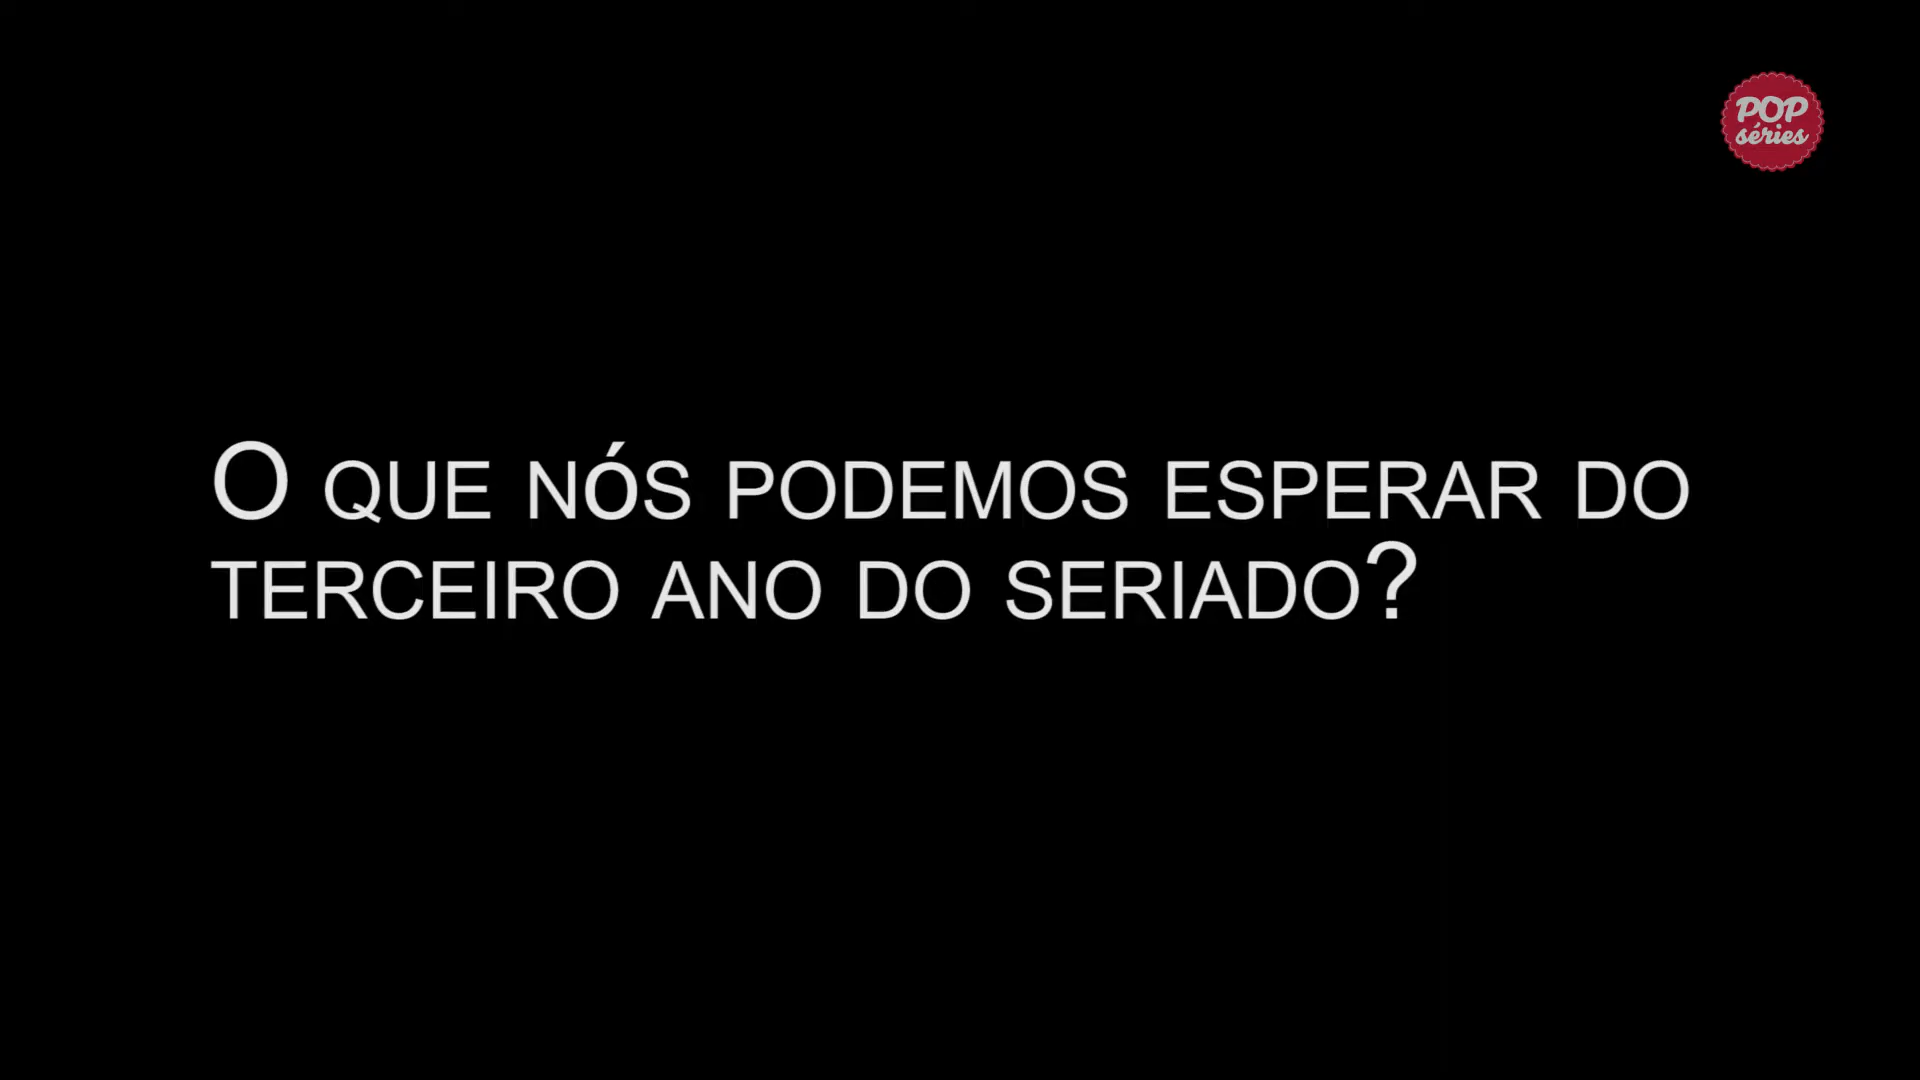 POP
séries
O QUE NÓS PODEMOS ESPERAR DO
TERCEIRO ANO DO SERIADO?